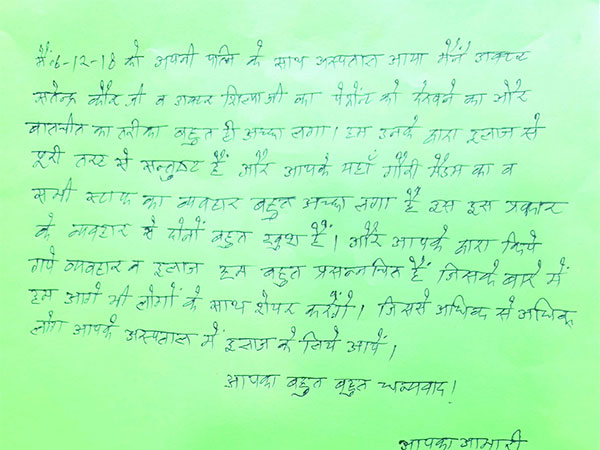 मैं 6-12-18 को अपनी पत्नि के साथ अस्पताल आया मैंने डाक्टर
सतेन्द्र कौर जी व डाक्टर शिल्पाजी का पेशेंट को देखने का और
बातचीत का तरीका बहुत ही अच्छा लगा। हम उनके द्वारा इलाज से
पूरी तरह से सन्तुष्ट हैं और आपके यहाँ गौरी मैडम का व
सभी स्टाफ का व्यवहार बहुत अच्छा लगा है हम इस प्रकार
के व्यवहार से दोनों बहुत खुश हैं। और आपके द्वारा किये
गये व्यवहार व इलाज हम बहुत प्रसन्नचित हैं जिसके बारे में
हम आगे भी लोगों के साथ शेयर करेंगे। जिससे अधिक से अधिक
लोग आपके अस्पताल में इलाज के लिये आयें।
आपका बहुत बहुत धन्यवाद!
आपका आभारी